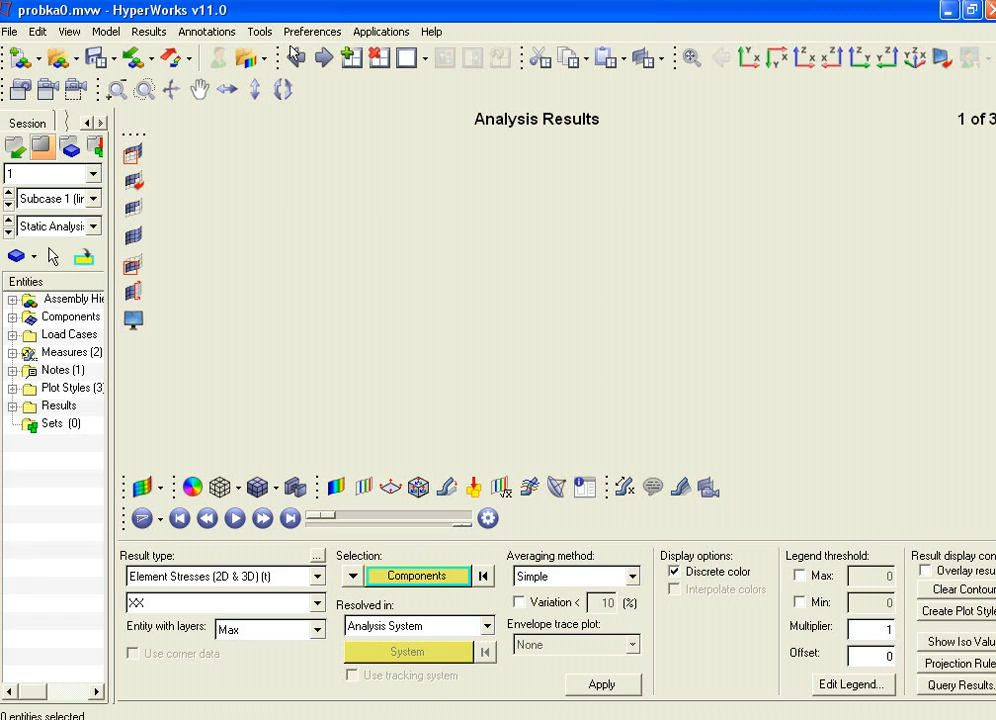 probka0.mvw - HyperWorks v11.0
File Edit View Model Results Annotations Tools Preferences Applications Help
Session
Analysis Results
1 of 3
1
Subcase 1 (lir
Static Analysi:
Entities
Assembly Hie
Components
Load Cases
Measures (2)
Notes (1)
Plot Styles (3)
Results
Sets (0)
Result type:
...
Element Stresses (2D & 3D) (t)
XX
Entity with layers:
Max
Use corner data
Selection:
Components
Resolved in:
Analysis System
System
Use tracking system
Averaging method:
Simple
Variation < 10 (%)
Envelope trace plot:
None
Apply
Display options:
Discrete color
Interpolate colors
Legend threshold:
Max: 0
Min: 0
Multiplier: 1
Offset: 0
Edit Legend...
Result display con
Overlay resu
Clear Contour
Create Plot Style
Show Iso Valu
Projection Rule
Query Results.
0 entities selected